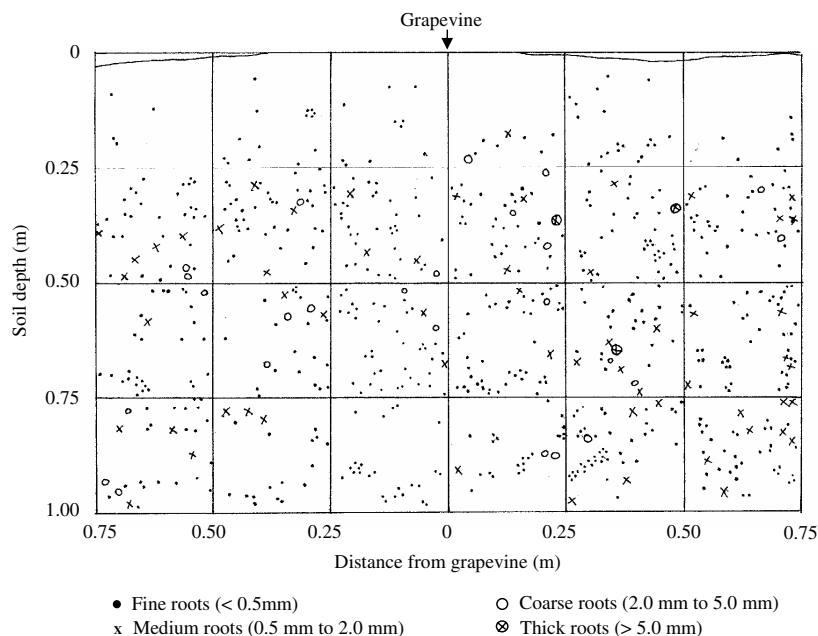 Grapevine
0
0.25
0.50
0.75
1.00
Soil depth (m)
0.75 0.50 0.25 0 0.25 0.50 0.75
Distance from grapevine (m)
Fine roots (< 0.5mm)
x Medium roots (0.5 mm to 2.0 mm)
Coarse roots (2.0 mm to 5.0 mm)
Thick roots (> 5.0 mm)